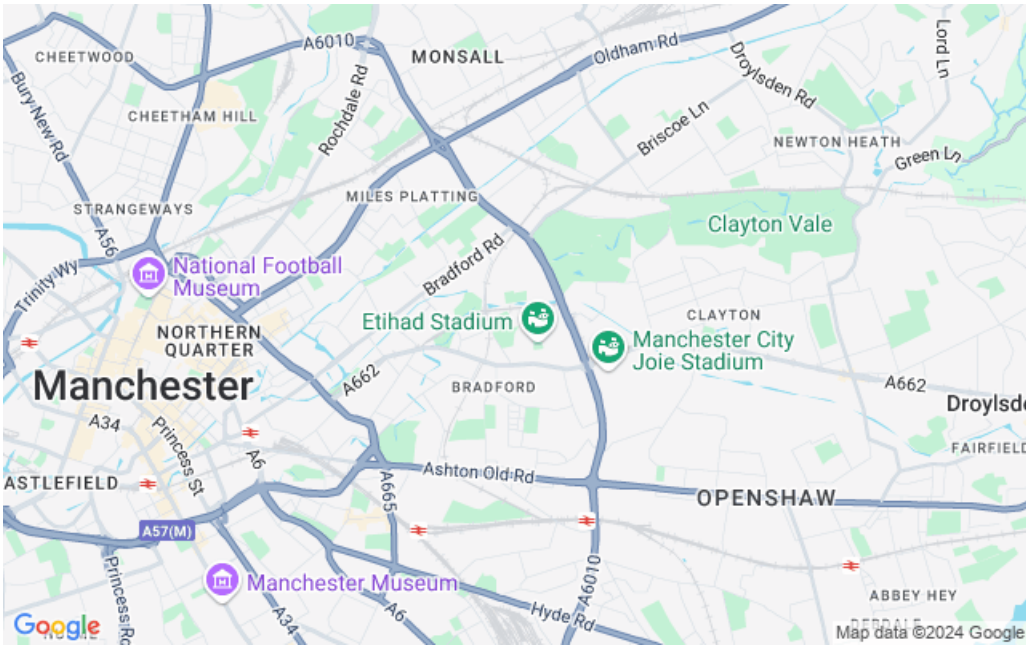 A6010
MONSALL
Oldham Rd
Lord Ln
CHEETWOOD
Droylsden Rd
Bury New Rd
Rochdale Rd
CHEETHAM HILL
Briscoe Ln
NEWTON HEATH
Green Ln
MILES PLATTING
STRANGEWAYS
A56
Clayton Vale
Trinity Wy
National Football
Museum
Bradford Rd
Etihad Stadium
CLAYTON
NORTHERN
QUARTER
Manchester City
Joie Stadium
Manchester
A662
BRADFORD
A662
Droylsde
A34
Princess St
A6
FAIRFIELD
ASTLEFIELD
Ashton Old Rd
A665
OPENSHAW
A57(M)
Princess Rd
Manchester Museum
A6010
A34
A6
Hyde Rd
ABBEY HEY
DEBDALE
Google
Map data ©2024 Google